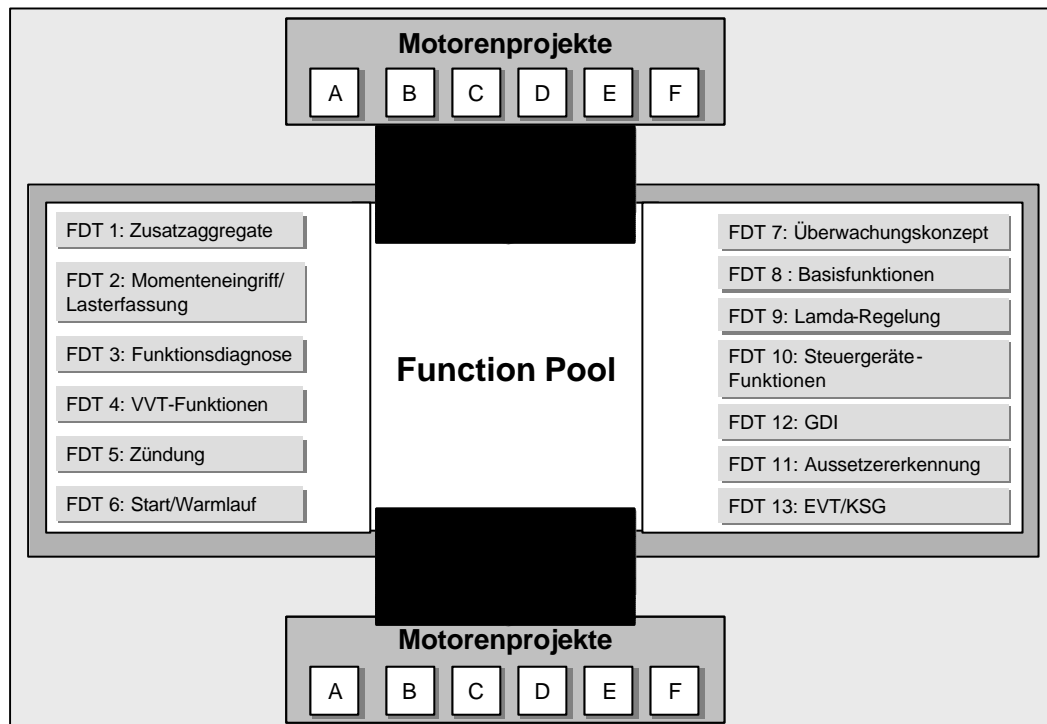 Motorenprojekte
A B C D E F
FDT 1: Zusatzaggregate
FDT 2: Momenteneingriff/
Lasterfassung
FDT 3: Funktionsdiagnose
FDT 4: VVT-Funktionen
FDT 5: Zündung
FDT 6: Start/Warmlauf
Function Pool
FDT 7: Überwachungskonzept
FDT 8 : Basisfunktionen
FDT 9: Lamda-Regelung
FDT 10: Steuergeräte-
Funktionen
FDT 12: GDI
FDT 11: Aussetzererkennung
FDT 13: EVT/KSG
Motorenprojekte
A B C D E F